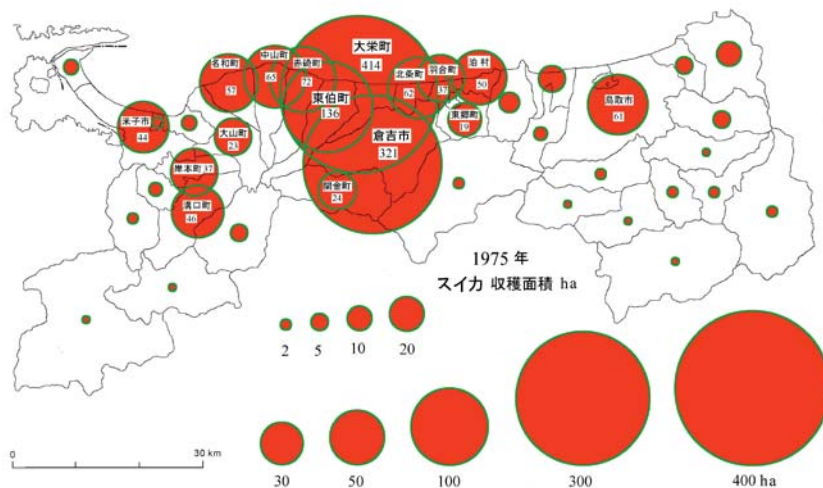 大栄町
414
名和町
57
中山町
65
赤碕町
72
北条町
62
羽合町
37
泊村
50
東伯町
136
鳥取市
61
米子市
44
大山町
23
東郷町
19
倉吉市
321
岸本町 37
溝口町
46
関金町
24
1975 年
スイカ 収穫面積 ha
2 5 10 20
0 30 km
30 50 100 300 400 ha